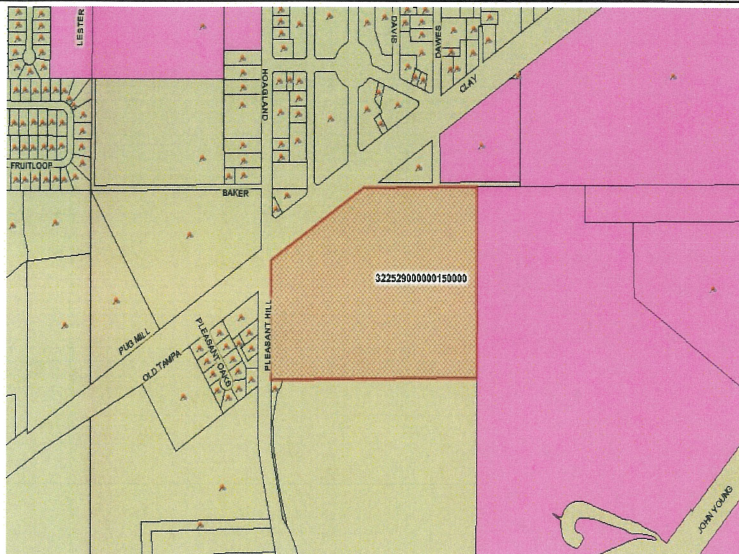 LESTER
HOAGLAND
DAVIS
DAWES
CLAY
FRUITLOOP
BAKER
322529000000150000
PUG MILL
OLD TAMPA
PLEASANT OAKS
PLEASANT HILL
JOHN YOUNG